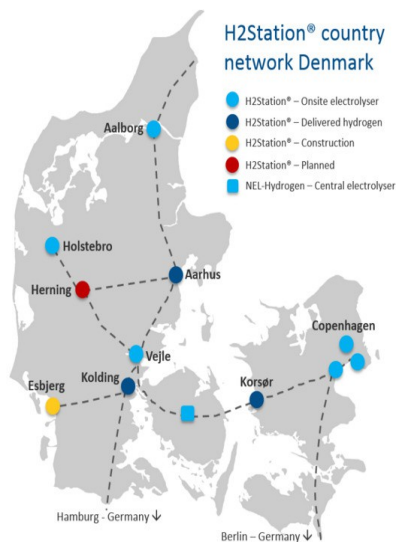 H2Station® country
network Denmark
H2Station® – Onsite electrolyser
H2Station® – Delivered hydrogen
H2Station® – Construction
H2Station® – Planned
NEL-Hydrogen – Central electrolyser
Aalborg
Holstebro
Herning
Aarhus
Copenhagen
Vejle
Kolding
Esbjerg
Korsør
Hamburg - Germany ↓
Berlin – Germany ↓